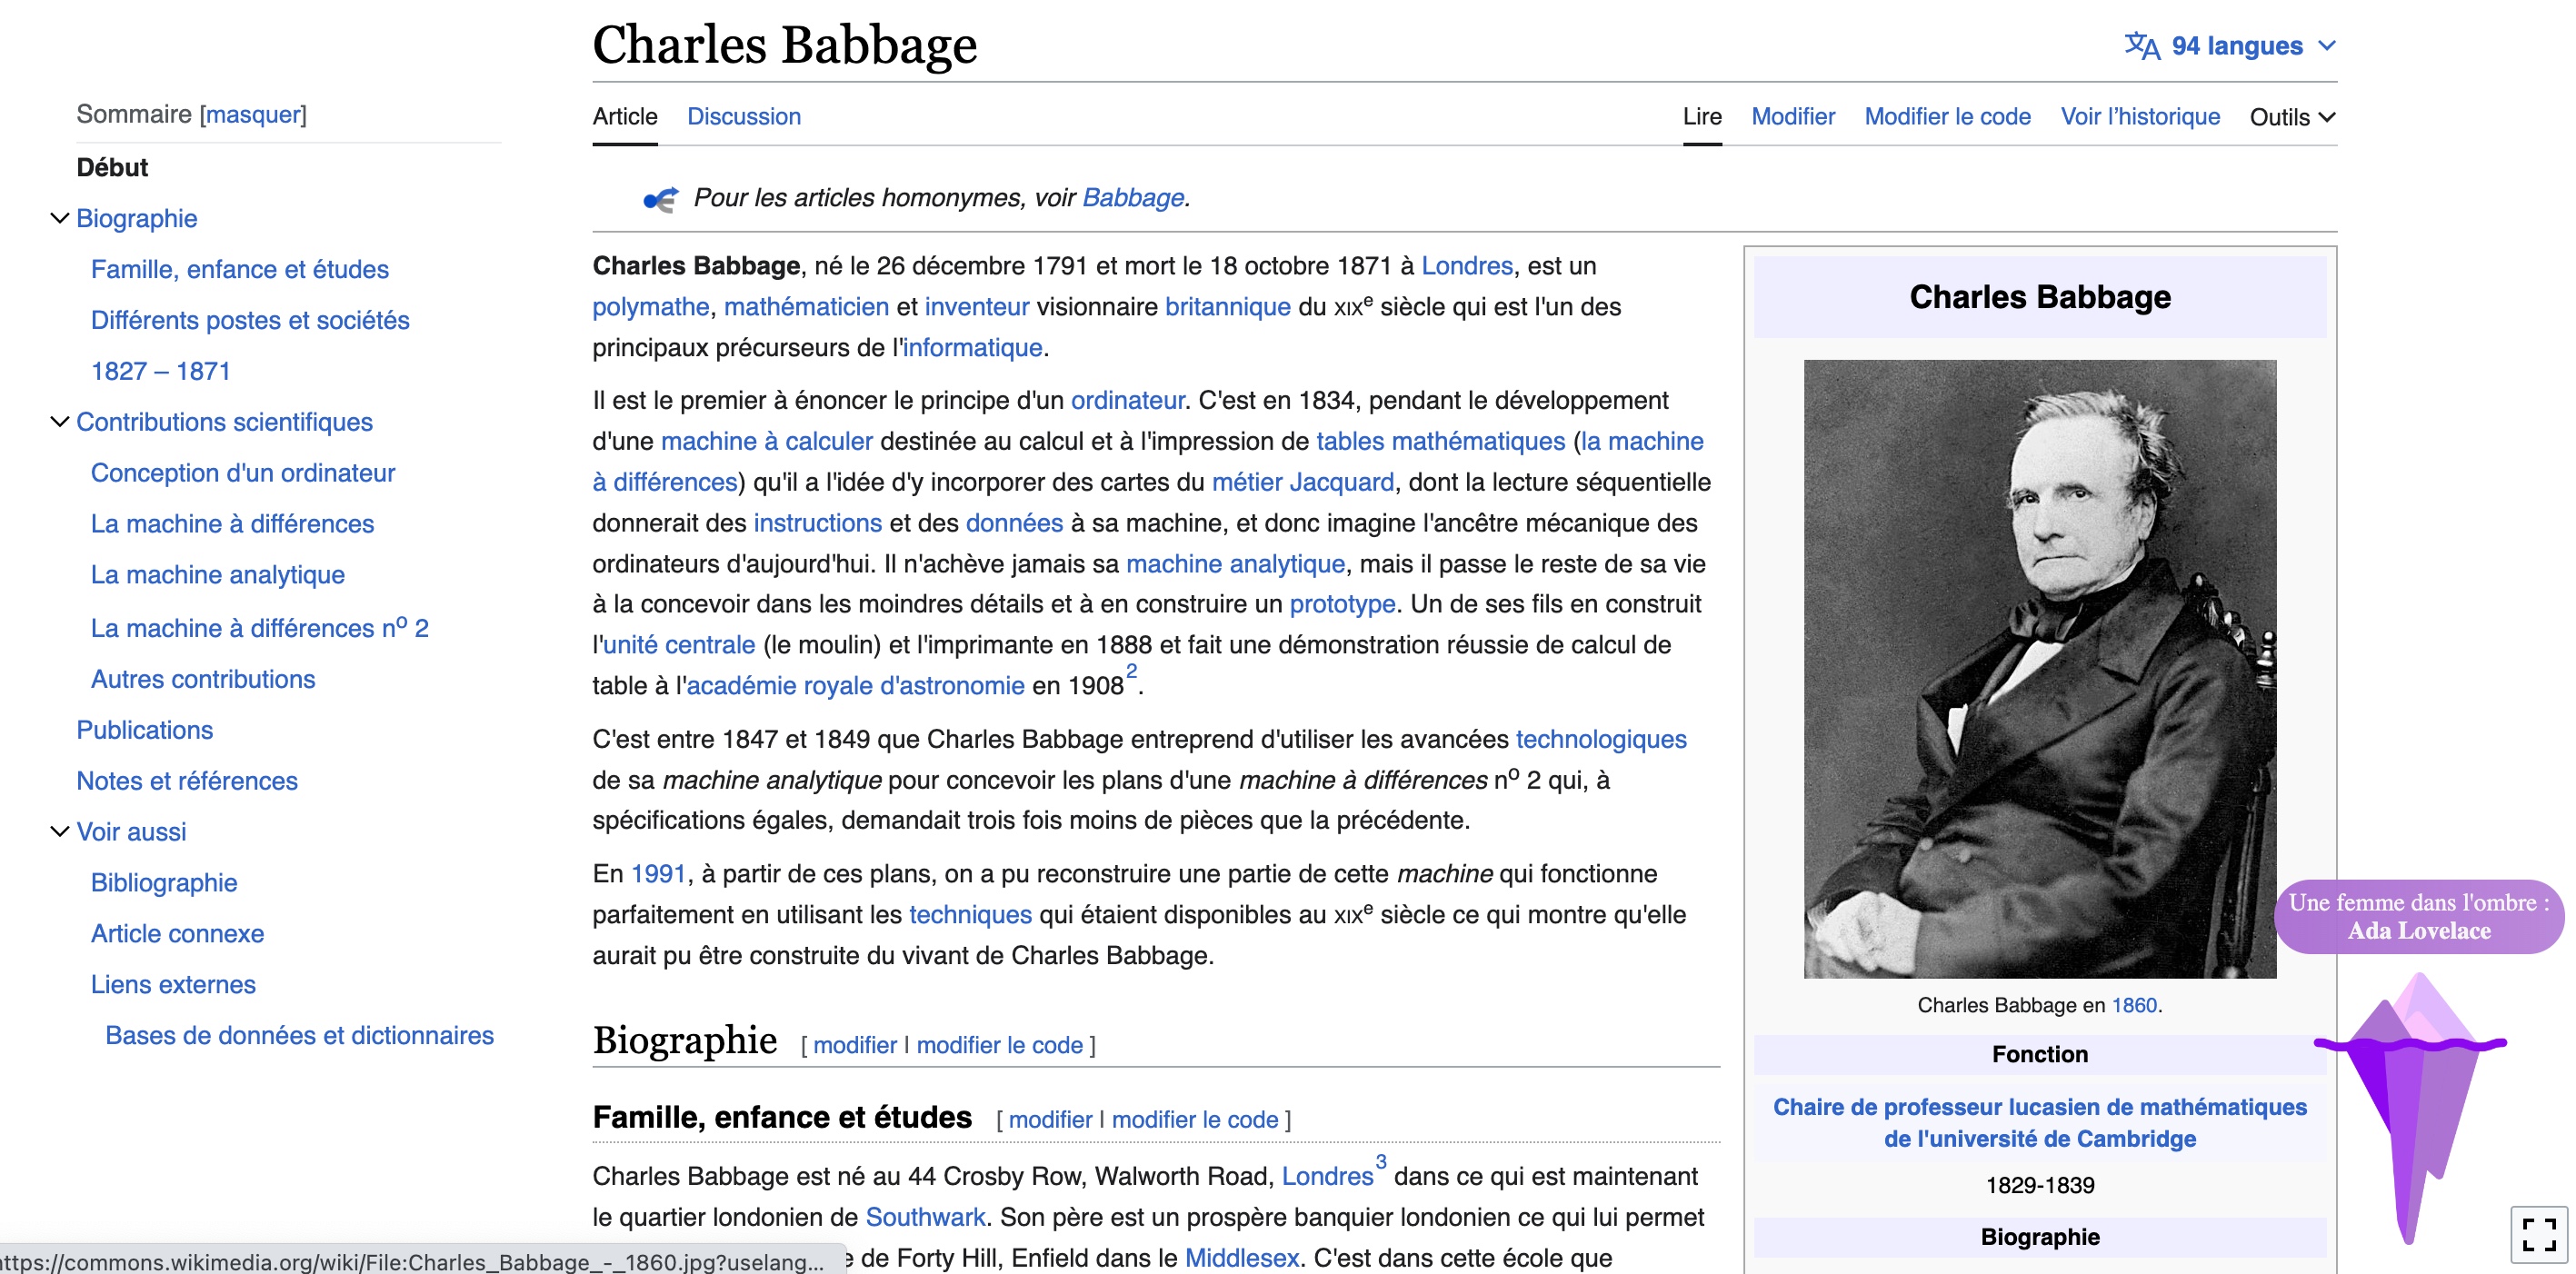 Charles Babbage
94 langues
Sommaire [masquer]
Début
Biographie
Famille, enfance et études
Différents postes et sociétés
1827 – 1871
Contributions scientifiques
Conception d'un ordinateur
La machine à différences
La machine analytique
La machine à différences nº 2
Autres contributions
Publications
Notes et références
Voir aussi
Bibliographie
Article connexe
Liens externes
Bases de données et dictionnaires
Article Discussion
Lire Modifier Modifier le code Voir l’historique Outils
Pour les articles homonymes, voir Babbage.
Charles Babbage, né le 26 décembre 1791 et mort le 18 octobre 1871 à Londres, est un
polymathe, mathématicien et inventeur visionnaire britannique du XIXe siècle qui est l'un des
principaux précurseurs de l'informatique.
Il est le premier à énoncer le principe d'un ordinateur. C'est en 1834, pendant le développement
d'une machine à calculer destinée au calcul et à l'impression de tables mathématiques (la machine
à différences) qu'il a l'idée d'y incorporer des cartes du métier Jacquard, dont la lecture séquentielle
donnerait des instructions et des données à sa machine, et donc imagine l'ancêtre mécanique des
ordinateurs d'aujourd'hui. Il n'achève jamais sa machine analytique, mais il passe le reste de sa vie
à la concevoir dans les moindres détails et à en construire un prototype. Un de ses fils en construit
l'unité centrale (le moulin) et l'imprimante en 1888 et fait une démonstration réussie de calcul de
table à l'académie royale d'astronomie en 1908 2.
C'est entre 1847 et 1849 que Charles Babbage entreprend d'utiliser les avancées technologiques
de sa machine analytique pour concevoir les plans d'une machine à différences nº 2 qui, à
spécifications égales, demandait trois fois moins de pièces que la précédente.
En 1991, à partir de ces plans, on a pu reconstruire une partie de cette machine qui fonctionne
parfaitement en utilisant les techniques qui étaient disponibles au XIXe siècle ce qui montre qu'elle
aurait pu être construite du vivant de Charles Babbage.
Biographie [ modifier | modifier le code ]
Famille, enfance et études [ modifier | modifier le code ]
Charles Babbage est né au 44 Crosby Row, Walworth Road, Londres 3 dans ce qui est maintenant
le quartier londonien de Southwark. Son père est un prospère banquier londonien ce qui lui permet
e de Forty Hill, Enfield dans le Middlesex. C'est dans cette école que
Charles Babbage
Charles Babbage en 1860.
Fonction
Chaire de professeur lucasien de mathématiques
de l'université de Cambridge
1829-1839
Biographie
Une femme dans l'ombre :
Ada Lovelace
ttps://commons.wikimedia.org/wiki/File:Charles_Babbage_-_1860.jpg?uselang...